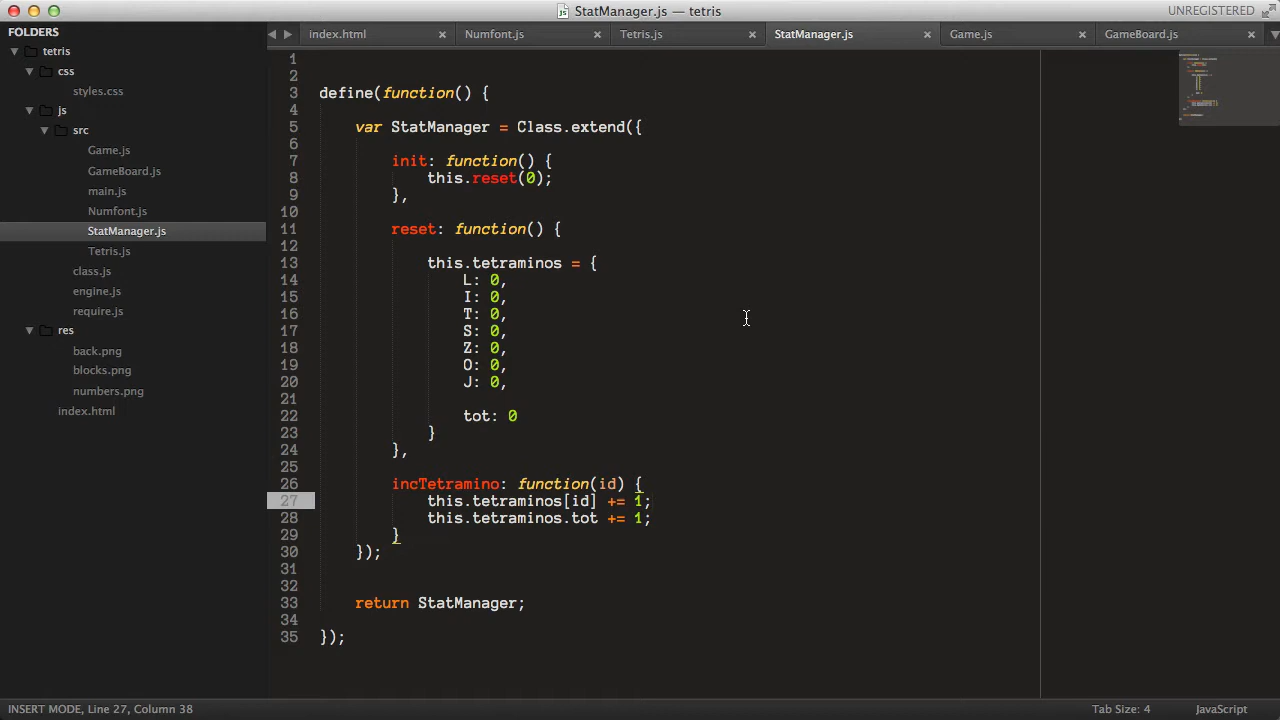 StatManager.js — tetris
UNREGISTERED
FOLDERS
tetris
css
styles.css
js
src
Game.js
GameBoard.js
main.js
Numfont.js
StatManager.js
Tetris.js
class.js
engine.js
require.js
res
back.png
blocks.png
numbers.png
index.html
index.html × Numfont.js × Tetris.js × StatManager.js × Game.js × GameBoard.js ×
1
2
3 define(function() {
4
5 var StatManager = Class.extend({
6
7 init: function() {
8 this.reset(0);
9 },
10
11 reset: function() {
12
13 this.tetraminos = {
14 L: 0,
15 I: 0,
16 T: 0,
17 S: 0,
18 Z: 0,
19 O: 0,
20 J: 0,
21
22 tot: 0
23 }
24 },
25
26 incTetramino: function(id) {
27 this.tetraminos[id] += 1;
28 this.tetraminos.tot += 1;
29 }
30 });
31
32
33 return StatManager;
34
35 });
INSERT MODE, Line 27, Column 38
Tab Size: 4
JavaScript